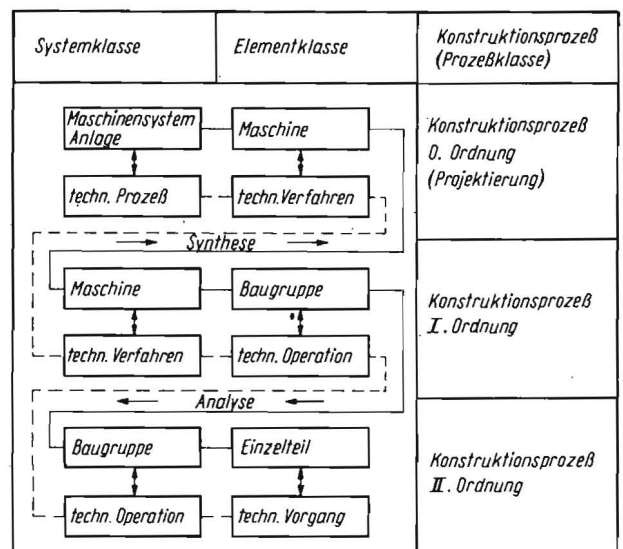 Systemklasse
Elementklasse
Konstruktionsprozeß
(Prozeßklasse)
Maschinensystem
Anlage
Maschine
Konstruktionsprozeß
0. Ordnung
(Projektierung)
techn. Prozeß
techn. Verfahren
Synthese
Maschine
Baugruppe
Konstruktionsprozeß
I. Ordnung
techn. Verfahren
techn. Operation
Analyse
Baugruppe
Einzelteil
Konstruktionsprozeß
II. Ordnung
techn. Operation
techn. Vorgang